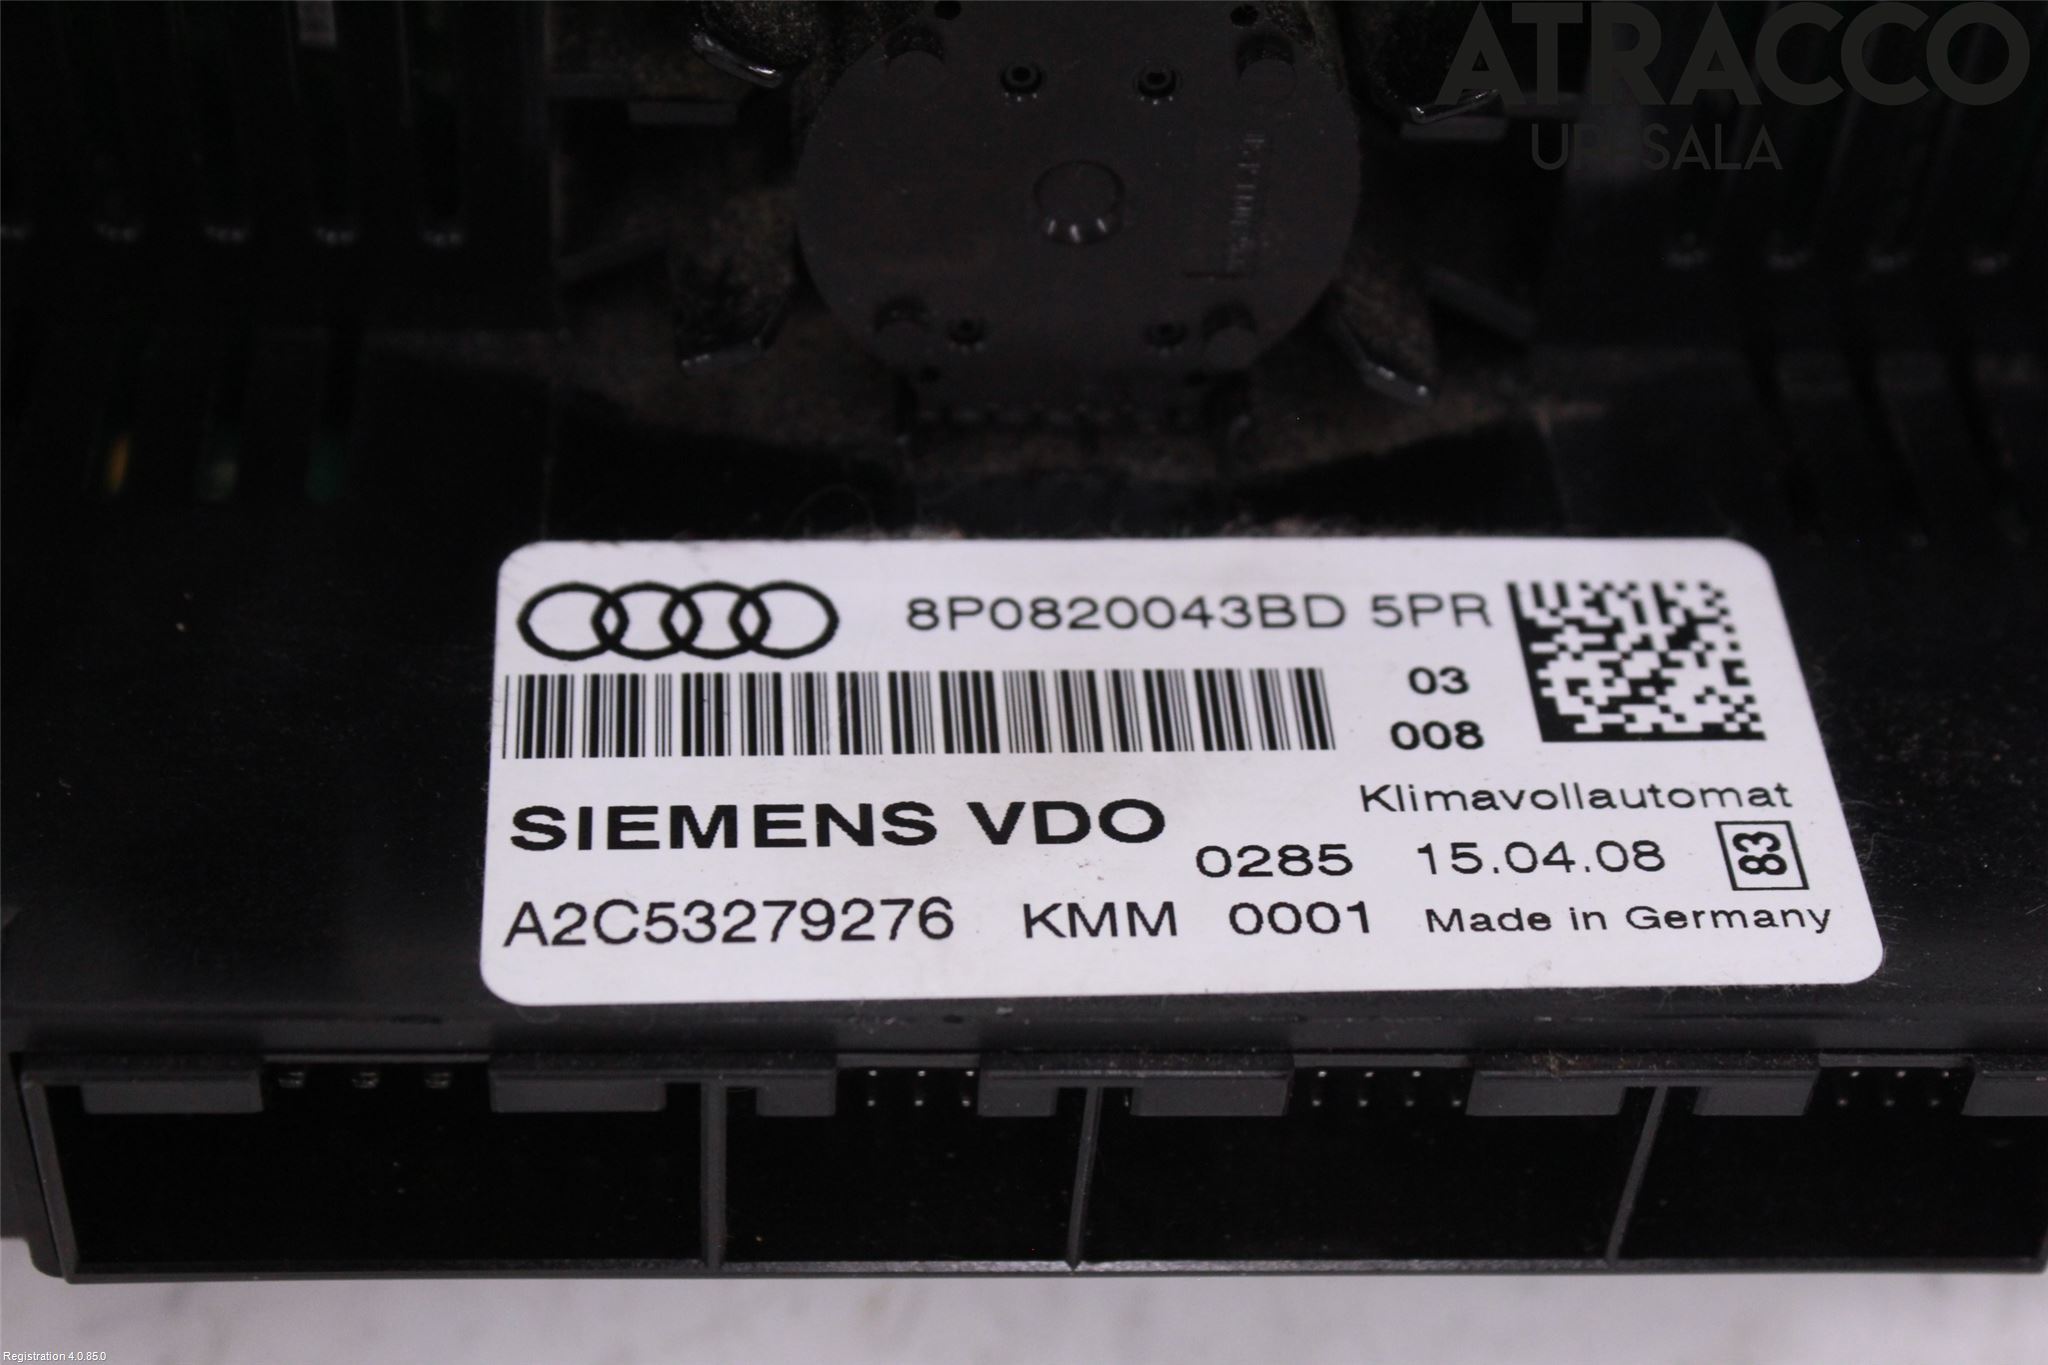 ATRACCO
UPPSALA
8P0820043BD 5PR
03
008
SIEMENS VDO
Klimavollautomat
0285 15.04.08 83
A2C53279276 KMM 0001 Made in Germany
Registration 4.0.85.0